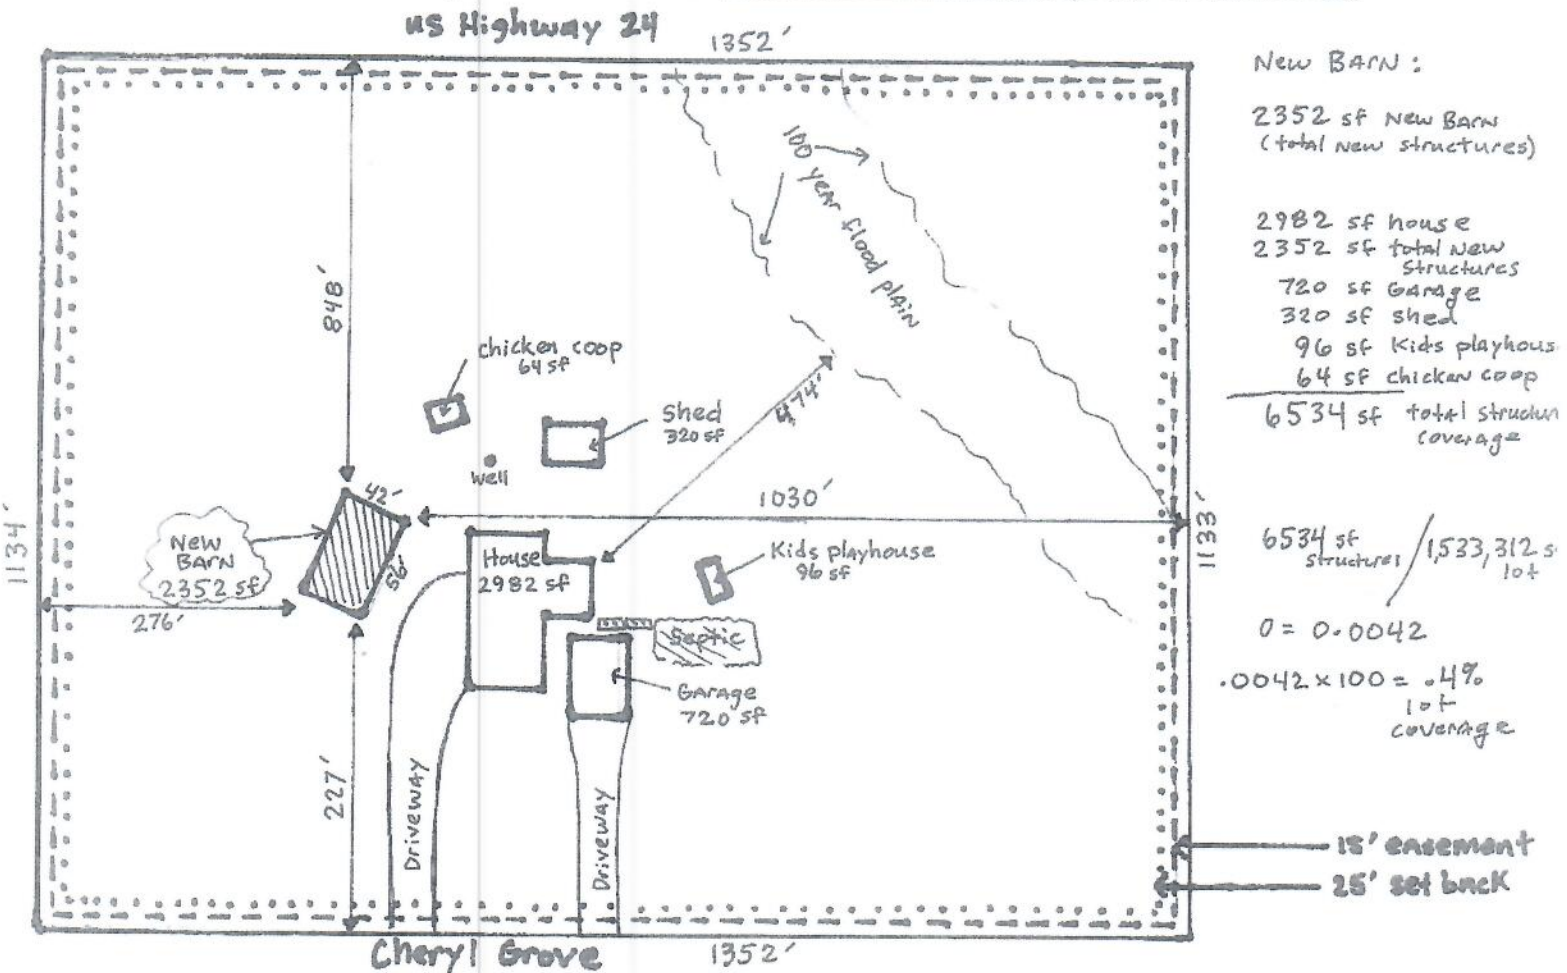 US Highway 24
1352'
848'
100 year flood plain
chicken coop
64 sf
Shed
320 sf
474'
well
42'
1030'
1134'
New
BARN
2352 sf
56'
House
2982 sf
Kids playhouse
96 sf
1133'
276'
Septic
Garage
720 sf
227'
Driveway
Driveway
Cheryl Grove
1352'
New BARN:
2352 sf New BARN
(total New structures)
2982 sf house
2352 sf total New
Structures
720 sf Garage
320 sf shed
96 sf Kids playhous
64 sf chicken coop
6534 sf total structur
coverage
6534 sf
structures
/ 1,533,312 s
lot
0 = 0.0042
.0042 x 100 = .4%
lot
coverage
15' easement
25' set back